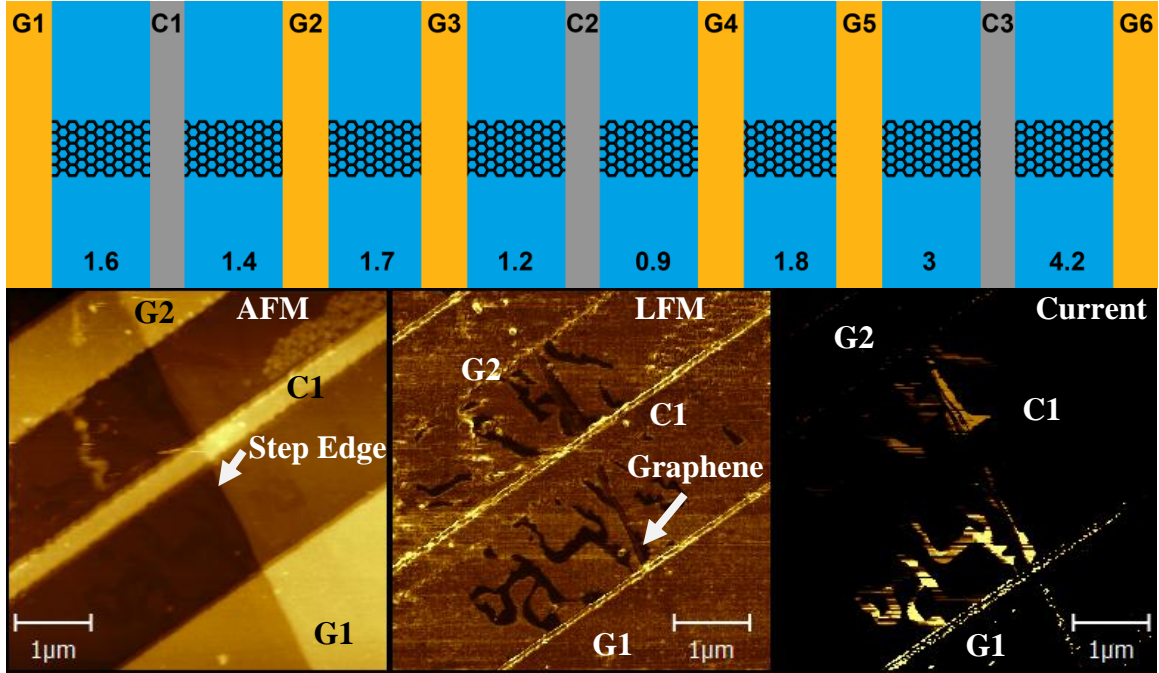 G1 C1 G2 G3 C2 G4 G5 C3 G6
1.6 1.4 1.7 1.2 0.9 1.8 3 4.2
G2 AFM
C1
Step Edge
G1
1µm
LFM
G2
C1
Graphene
G1
1µm
Current
G2
C1
G1
1µm